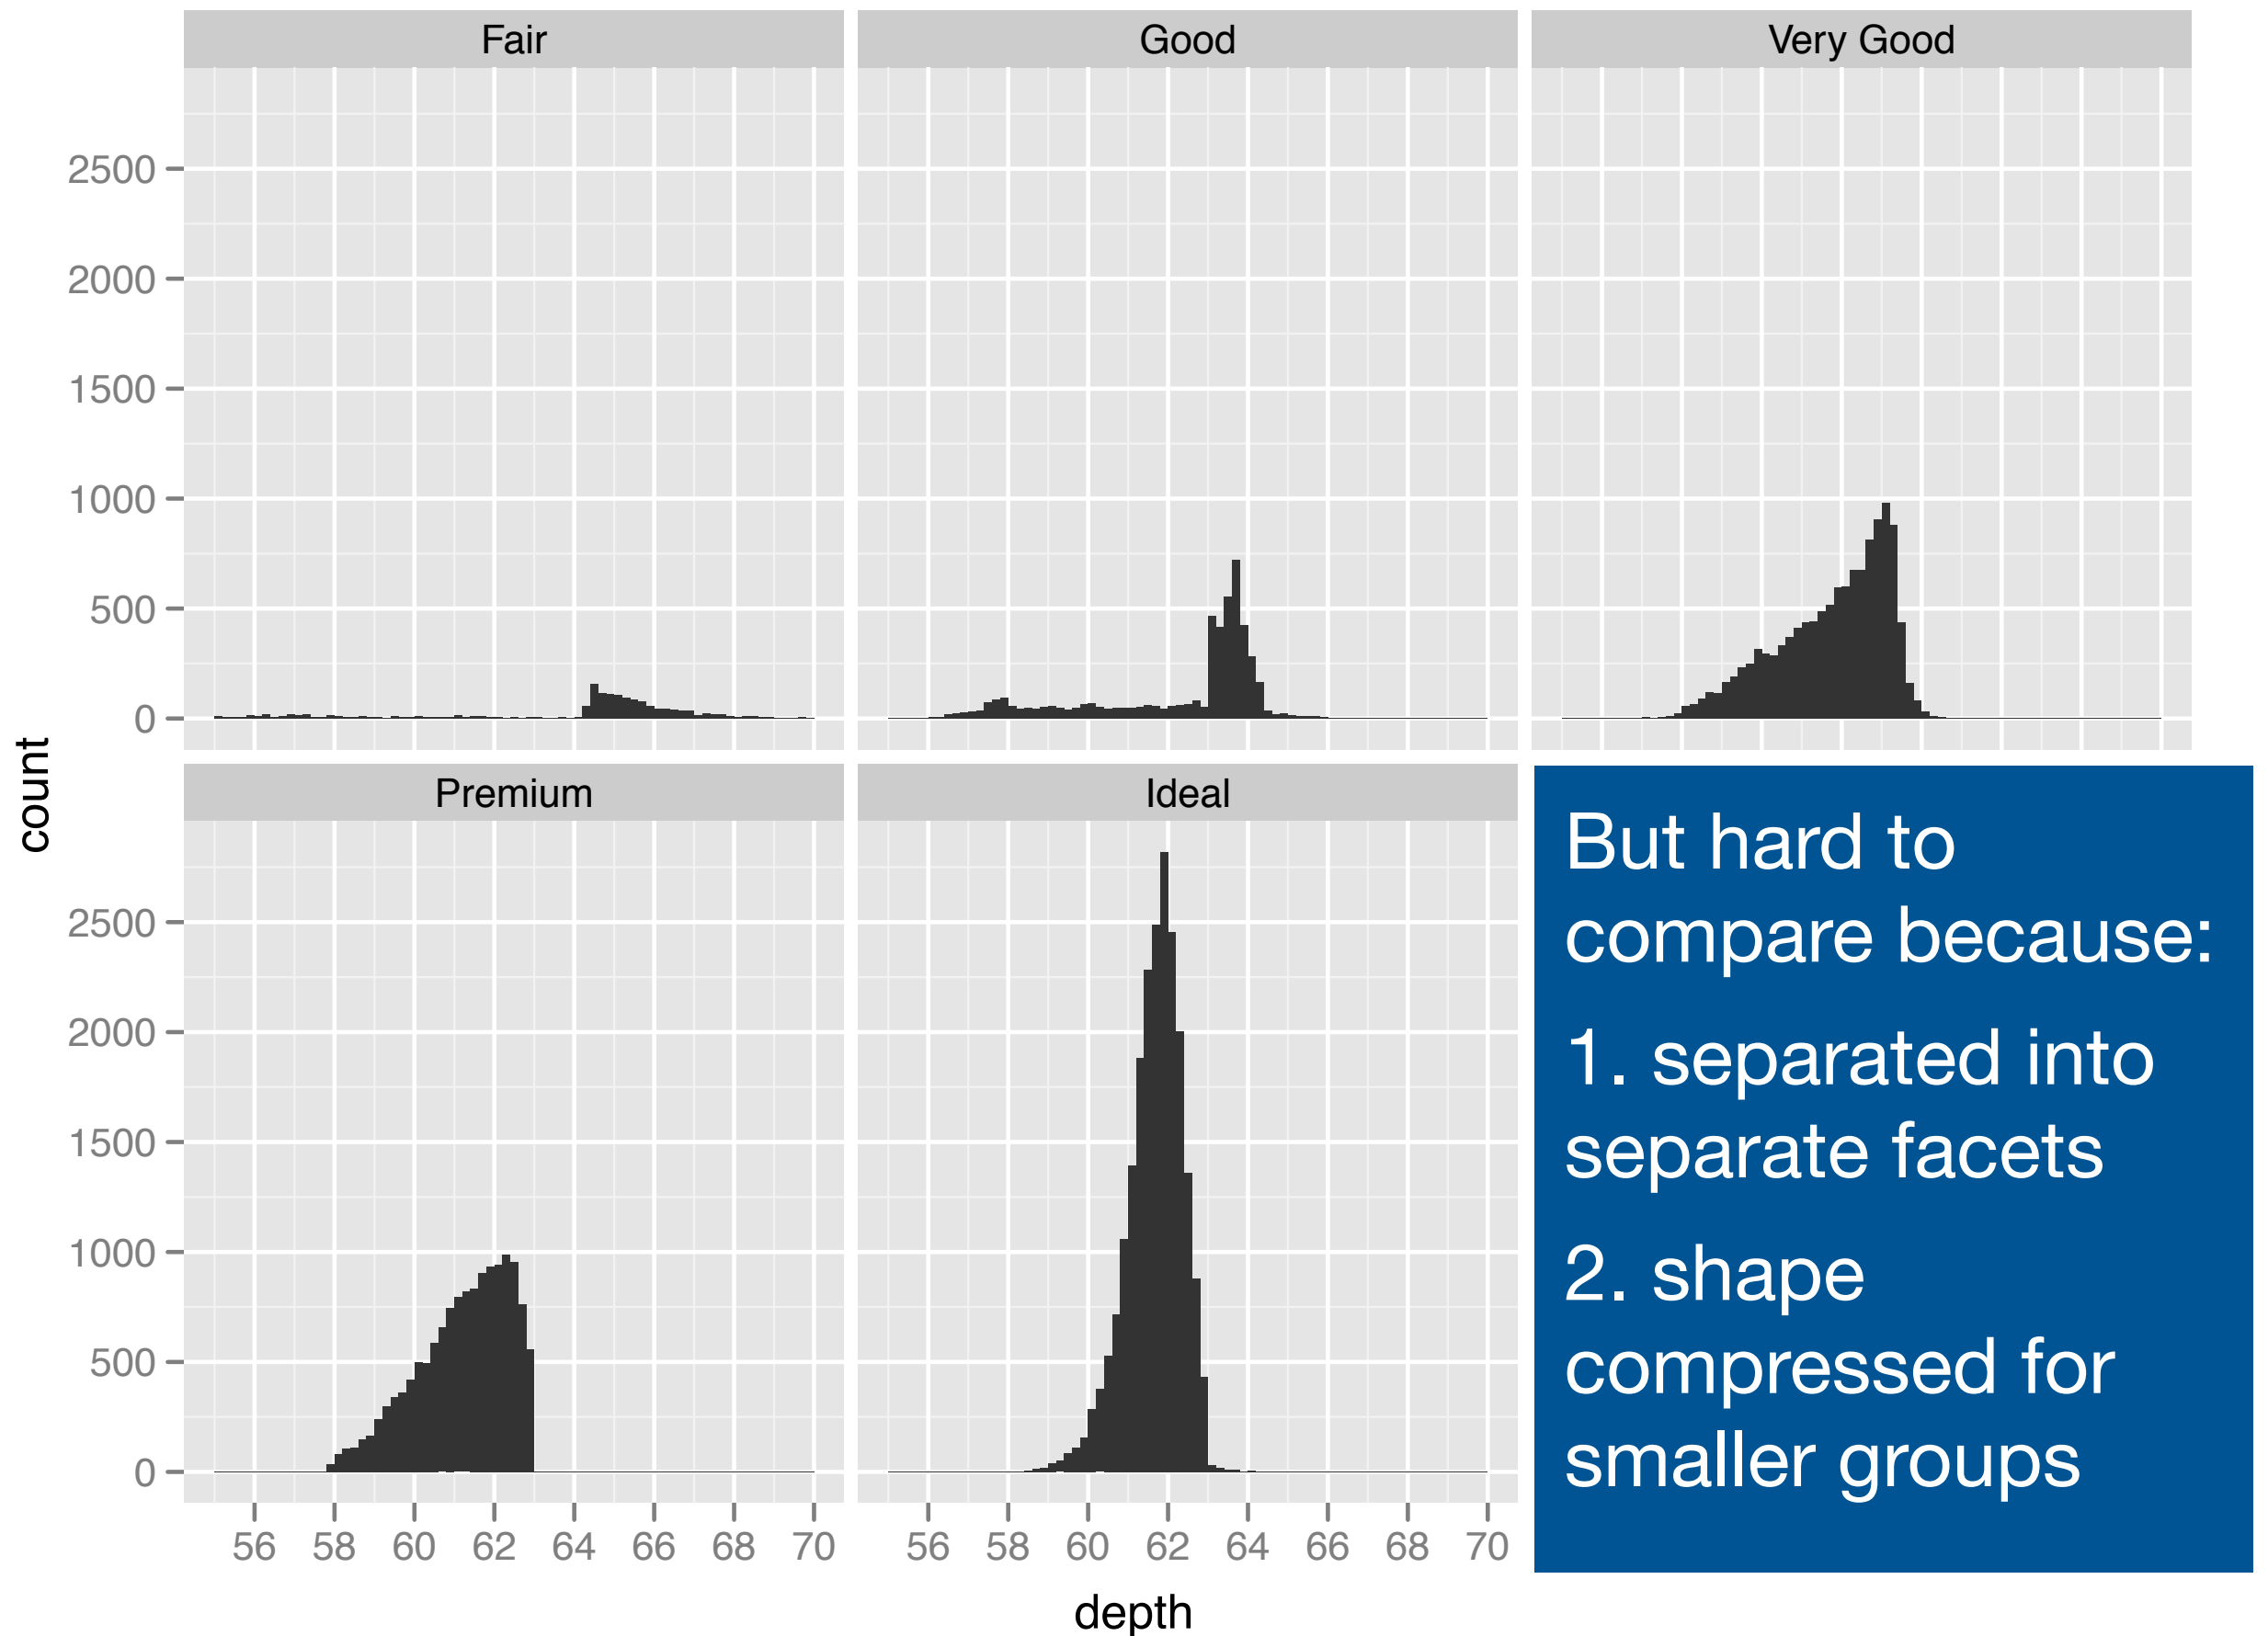 Fair
Good
Very Good
2500
2000
1500
1000
500
0
count
Premium
Ideal
2500
2000
1500
1000
500
0
56 58 60 62 64 66 68 70
56 58 60 62 64 66 68 70
depth
But hard to
compare because:
1. separated into
separate facets
2. shape
compressed for
smaller groups